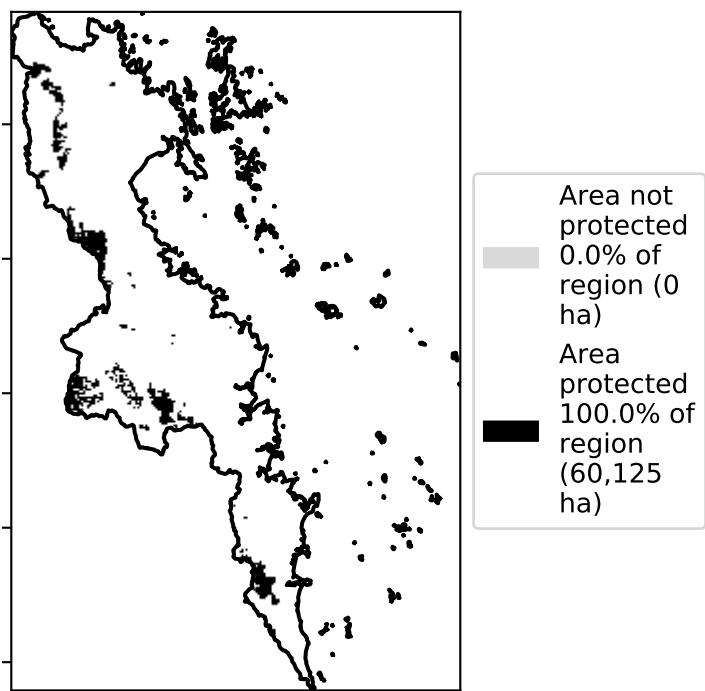 Area not
protected
0.0% of
region (0
ha)
Area
protected
100.0% of
region
(60,125
ha)